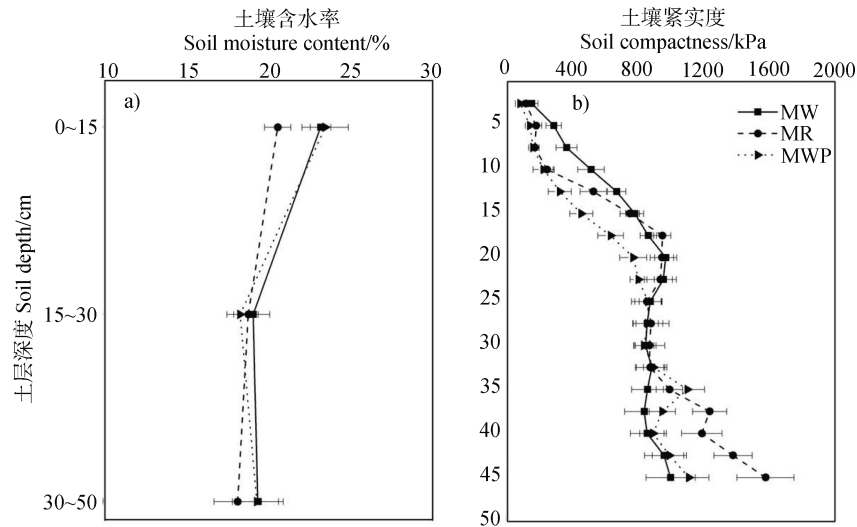 土壤含水率
Soil moisture content/%
10 15 20 25 30
a)
0~15
15~30
30~50
土层深度 Soil depth/cm
土壤紧实度
Soil compactness/kPa
0 400 800 1200 1600 2000
b)
MW
MR
MWP
5
10
15
20
25
30
35
40
45
50